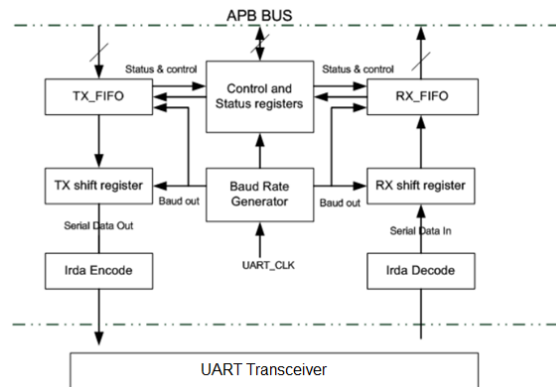 APB BUS
Status & control
Status & control
TX_FIFO
Control and
Status registers
RX_FIFO
TX shift register
Baud out
Baud Rate
Generator
Baud out
RX shift register
Serial Data Out
Serial Data In
UART_CLK
Irda Encode
Irda Decode
UART Transceiver